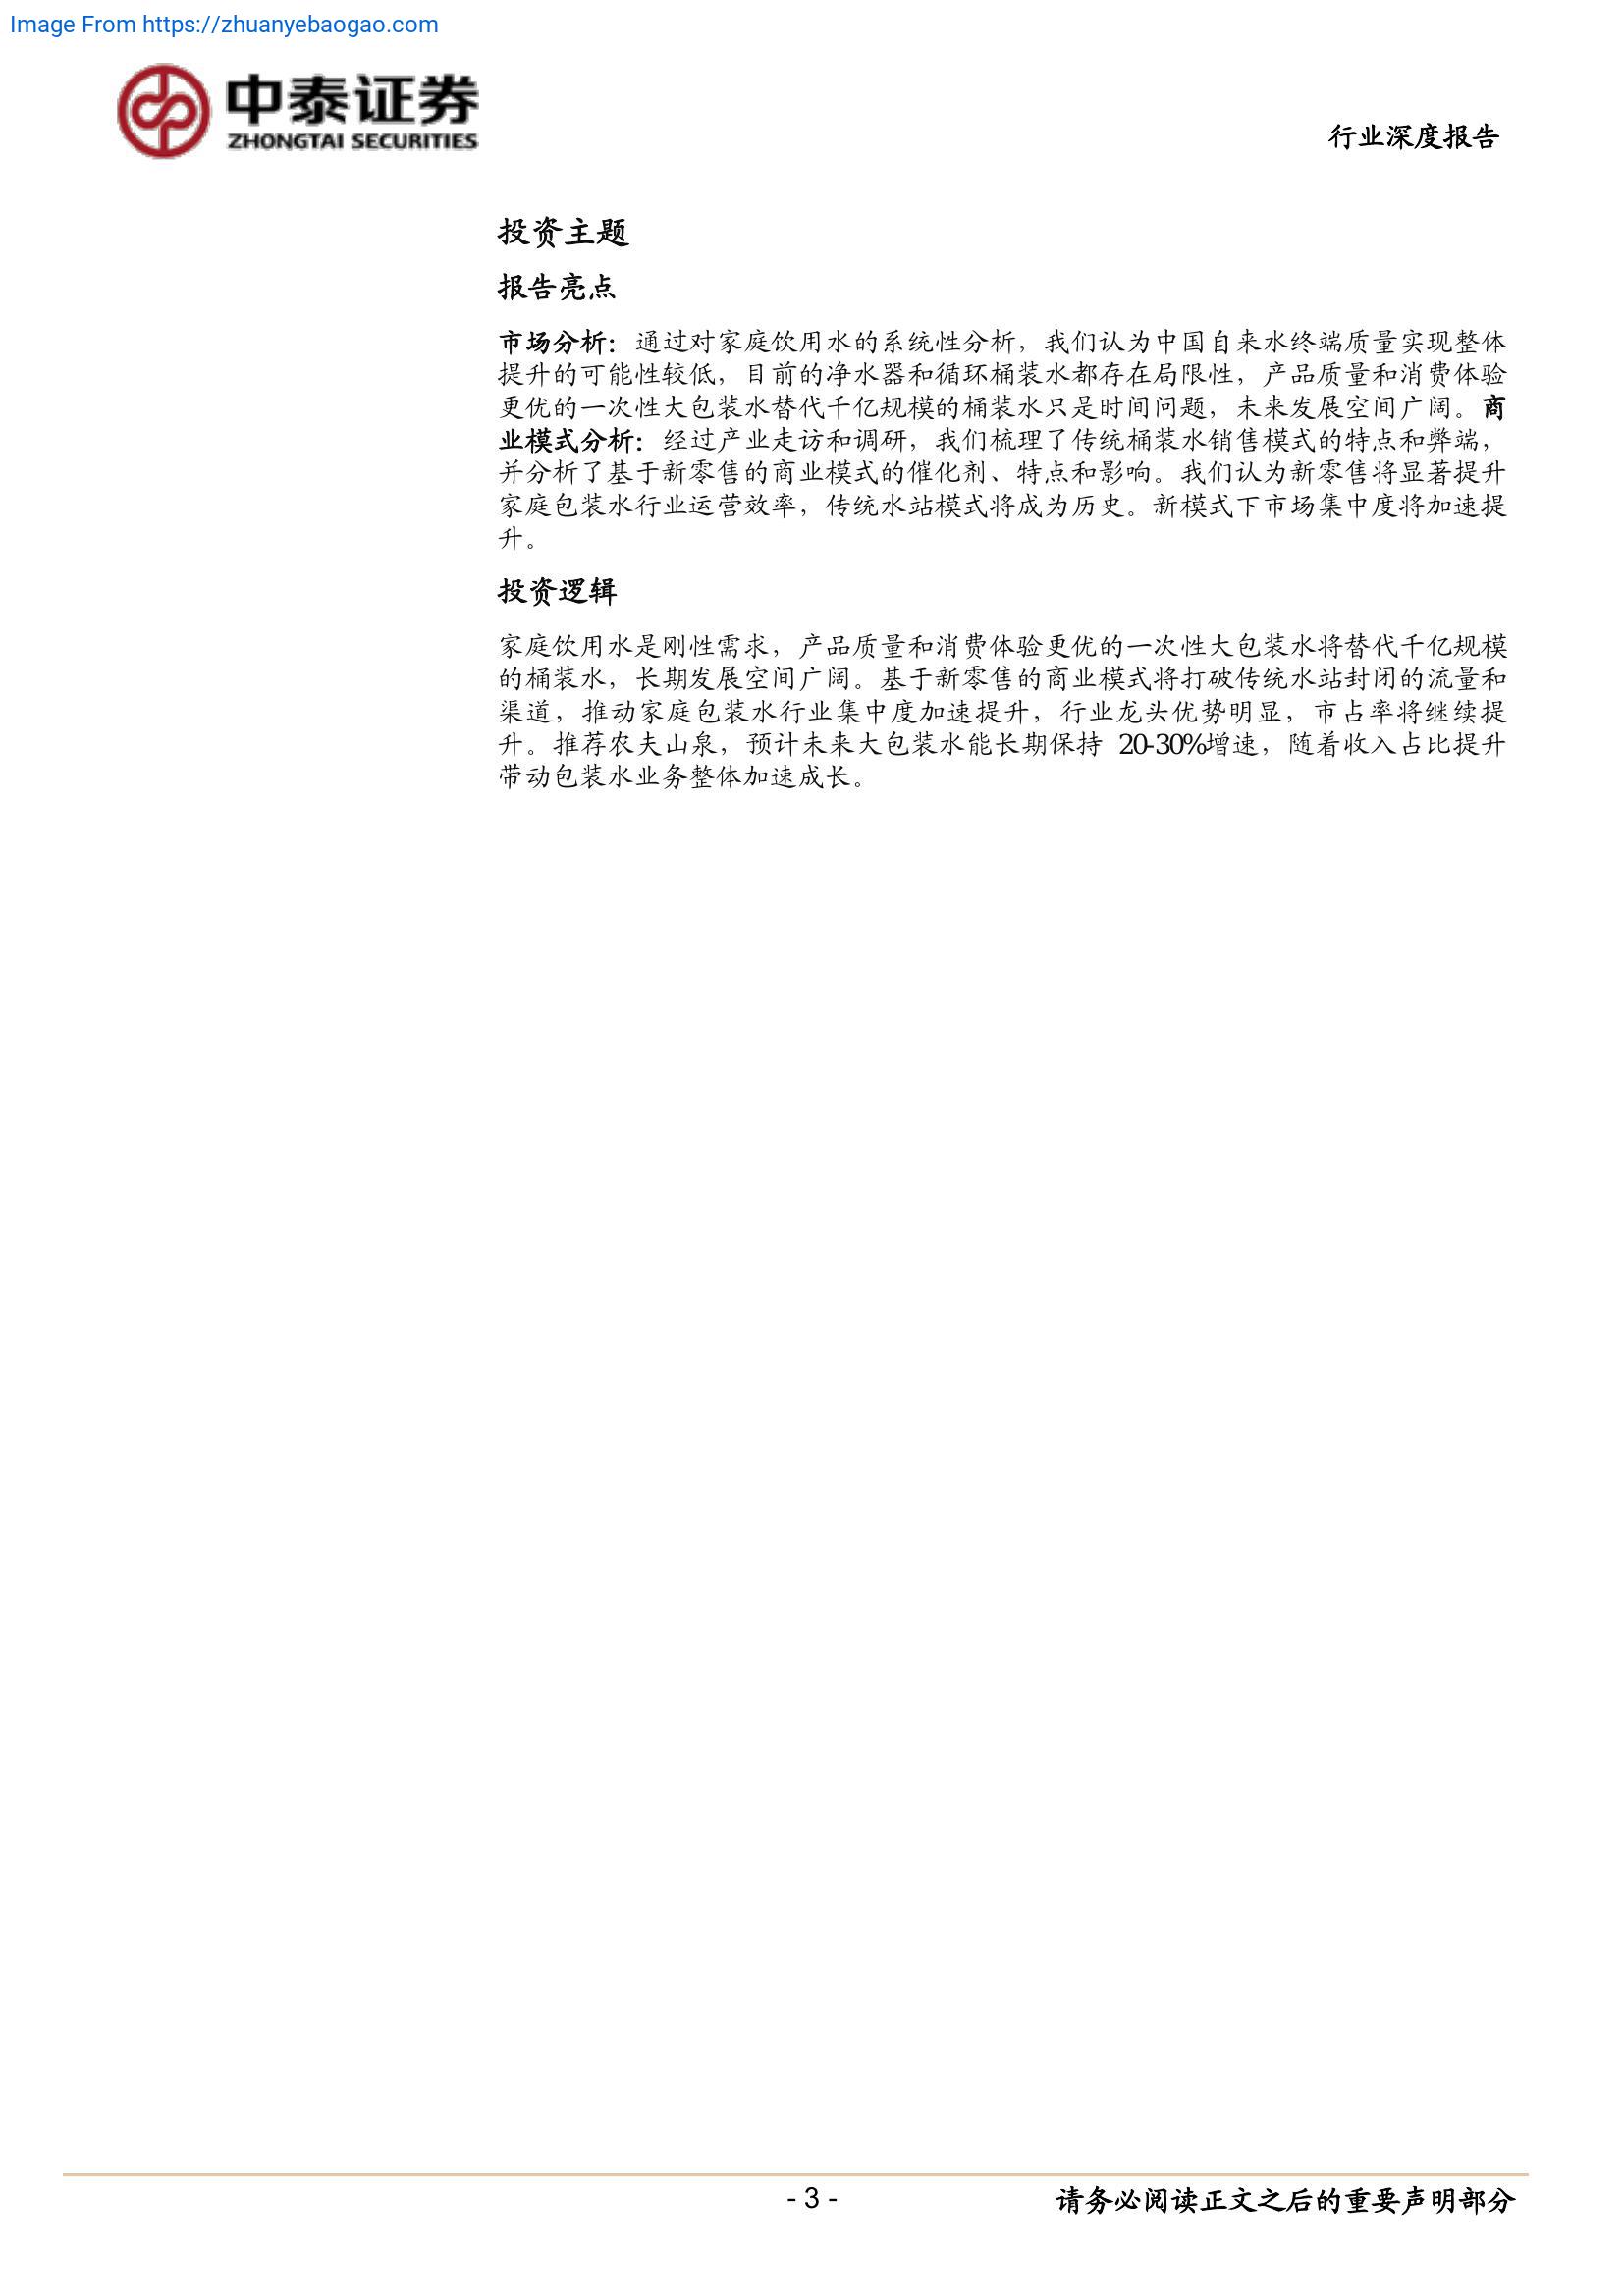 Image From https://zhuanyebaogao.com
中泰证券
ZHONGTAI SECURITIES
行业深度报告
投资主题
报告亮点
市场分析：通过对家庭饮用水的系统性分析，我们认为中国自来水终端质量实现整体
提升的可能性较低，目前的净水器和循环桶装水都存在局限性，产品质量和消费体验
更优的一次性大包装水替代千亿规模的桶装水只是时间问题，未来发展空间广阔。商
业模式分析：经过产业走访和调研，我们梳理了传统桶装水销售模式的特点和弊端，
并分析了基于新零售的商业模式的催化剂、特点和影响。我们认为新零售将显著提升
家庭包装水行业运营效率，传统水站模式将成为历史。新模式下市场集中度将加速提
升。
投资逻辑
家庭饮用水是刚性需求，产品质量和消费体验更优的一次性大包装水将替代千亿规模
的桶装水，长期发展空间广阔。基于新零售的商业模式将打破传统水站封闭的流量和
渠道，推动家庭包装水行业集中度加速提升，行业龙头优势明显，市占率将继续提
升。推荐农夫山泉，预计未来大包装水能长期保持 20-30%增速，随着收入占比提升
带动包装水业务整体加速成长。
- 3 -
请务必阅读正文之后的重要声明部分